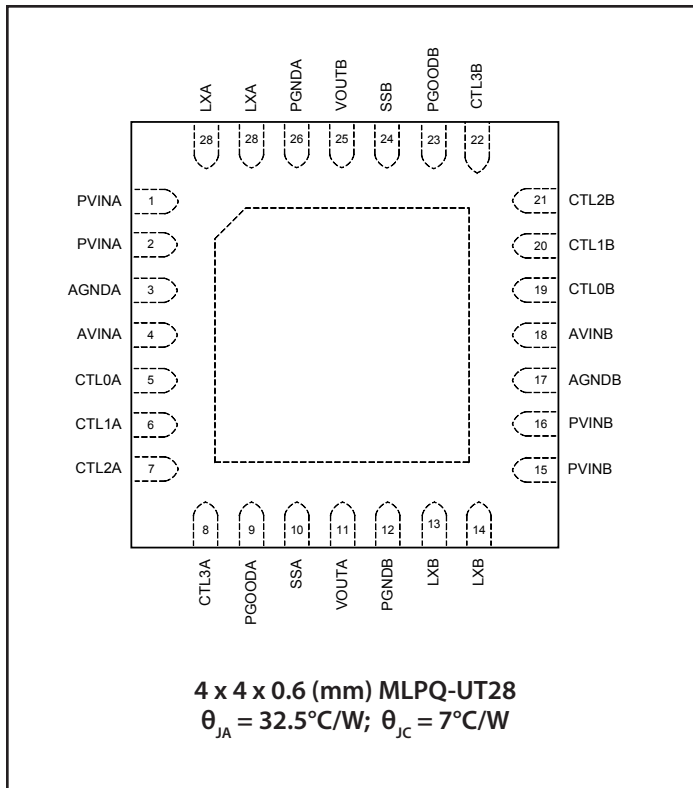 LXA
LXA
PGNDA
VOUTB
SSB
PGOODB
CTL3B
28
28
26
25
24
23
22
PVINA 1
PVINA 2
AGNDA 3
AVINA 4
CTL0A 5
CTL1A 6
CTL2A 7
21 CTL2B
20 CTL1B
19 CTL0B
18 AVINB
17 AGNDB
16 PVINB
15 PVINB
8
9
10
11
12
13
14
CTL3A
PGOODA
SSA
VOUTA
PGNDB
LXB
LXB
4 x 4 x 0.6 (mm) MLPQ-UT28
θJA = 32.5°C/W; θJC = 7°C/W